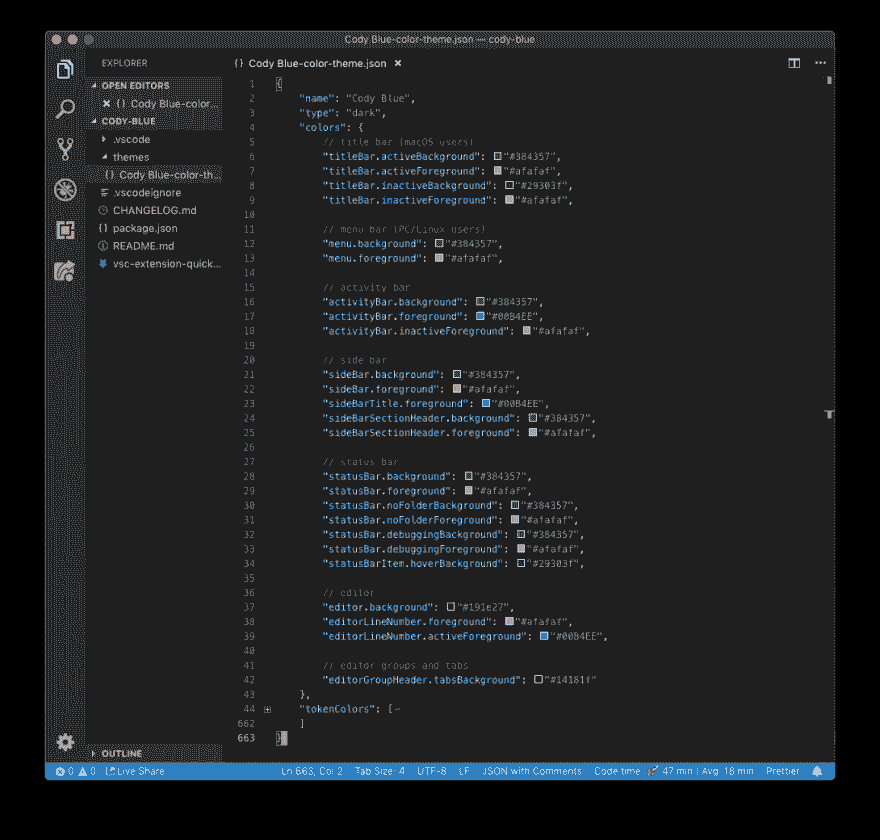 Cody Blue-color-theme.json — cody-blue
EXPLORER
OPEN EDITORS
{} Cody Blue-color...
CODY-BLUE
.vscode
themes
{} Cody Blue-color-th...
.vscodeignore
CHANGELOG.md
{} package.json
README.md
vsc-extension-quick...
OUTLINE
{} Cody Blue-color-theme.json ×
1 {
2 "name": "Cody Blue",
3 "type": "dark",
4 "colors": {
5 // title bar (macOS users)
6 "titleBar.activeBackground": "#384357",
7 "titleBar.activeForeground": "#afafaf",
8 "titleBar.inactiveBackground": "#29303f",
9 "titleBar.inactiveForeground": "#afafaf",
10
11 // menu bar (PC/Linux users)
12 "menu.background": "#384357",
13 "menu.foreground": "#afafaf",
14
15 // activity bar
16 "activityBar.background": "#384357",
17 "activityBar.foreground": "#00B4EE",
18 "activityBar.inactiveForeground": "#afafaf",
19
20 // side bar
21 "sideBar.background": "#384357",
22 "sideBar.foreground": "#afafaf",
23 "sideBarTitle.foreground": "#00B4EE",
24 "sideBarSectionHeader.background": "#384357",
25 "sideBarSectionHeader.foreground": "#afafaf",
26
27 // status bar
28 "statusBar.background": "#384357",
29 "statusBar.foreground": "#afafaf",
30 "statusBar.noFolderBackground": "#384357",
31 "statusBar.noFolderForeground": "#afafaf",
32 "statusBar.debuggingBackground": "#384357",
33 "statusBar.debuggingForeground": "#afafaf",
34 "statusBarItem.hoverBackground": "#29303f",
35
36 // editor
37 "editor.background": "#191e27",
38 "editorLineNumber.foreground": "#afafaf",
39 "editorLineNumber.activeForeground": "#00B4EE",
40
41 // editor groups and tabs
42 "editorGroupHeader.tabsBackground": "#14181f"
43 },
44 "tokenColors": [⋯
662 ]
663 }
0 0 Live Share Ln 663, Col 2 Tab Size: 4 UTF-8 LF JSON with Comments Code time 🚀 47 min | Avg: 18 min Prettier